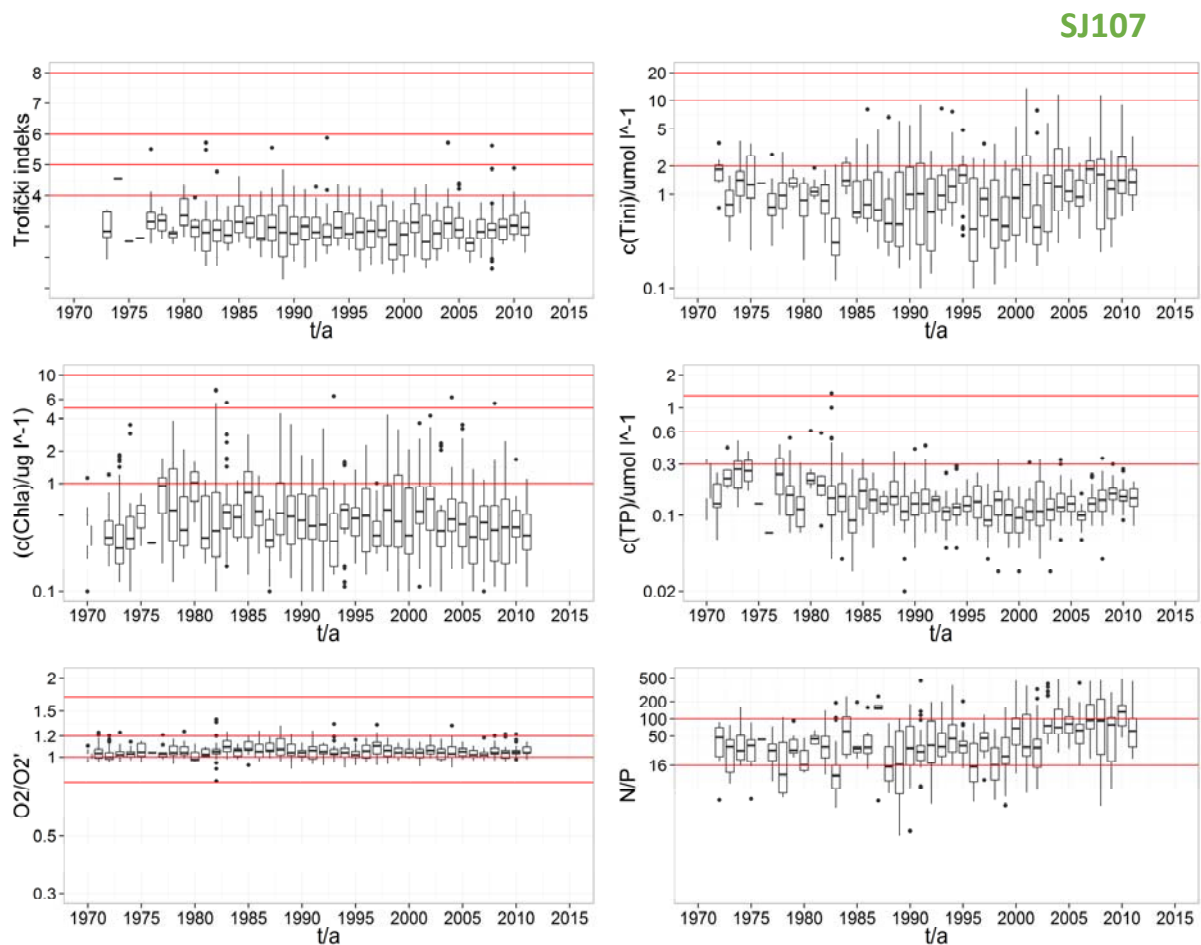 SJ107
Trofički indeks
8
7
6
5
4
1970 1975 1980 1985 1990 1995 2000 2005 2010 2015
t/a
c(Tini)/umol l^-1
20
10
5
2
1
0.1
1970 1975 1980 1985 1990 1995 2000 2005 2010 2015
t/a
(c(Chla)/ug l^-1)
10
6
4
2
1
0.1
1970 1975 1980 1985 1990 1995 2000 2005 2010 2015
t/a
c(TP)/umol l^-1
2
1
0.6
0.3
0.1
0.02
1970 1975 1980 1985 1990 1995 2000 2005 2010 2015
t/a
O2/O2'
2
1.5
1.2
1
0.5
0.3
1970 1975 1980 1985 1990 1995 2000 2005 2010 2015
t/a
N/P
500
200
100
50
16
1970 1975 1980 1985 1990 1995 2000 2005 2010 2015
t/a